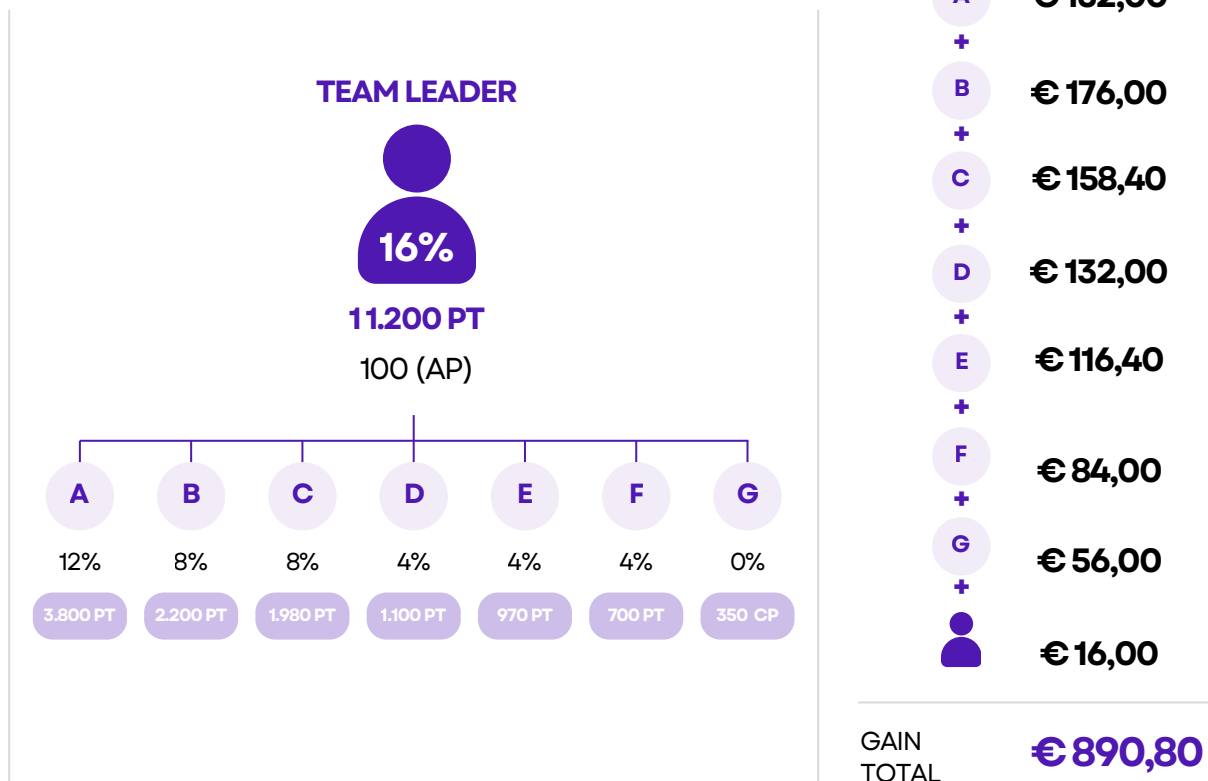 TEAM LEADER
16%
11.200 PT
100 (AP)
A B C D E F G
12% 8% 8% 4% 4% 4% 0%
3.800 PT 2.200 PT 1.980 PT 1.100 PT 970 PT 700 PT 350 CP
+
B € 176,00
+
C € 158,40
+
D € 132,00
+
E € 116,40
+
F € 84,00
+
G € 56,00
+
€ 16,00
GAIN
TOTAL
€ 890,80